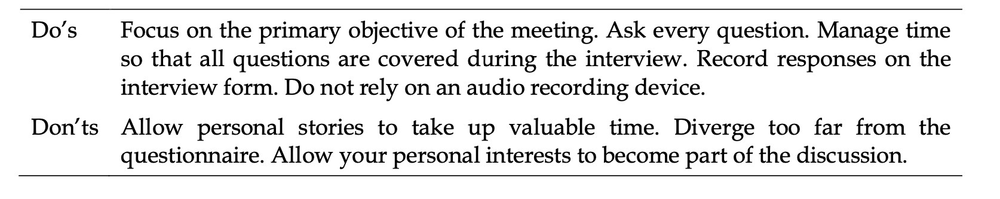 Do’s Focus on the primary objective of the meeting. Ask every question. Manage time
so that all questions are covered during the interview. Record responses on the
interview form. Do not rely on an audio recording device.
Don’ts Allow personal stories to take up valuable time. Diverge too far from the
questionnaire. Allow your personal interests to become part of the discussion.